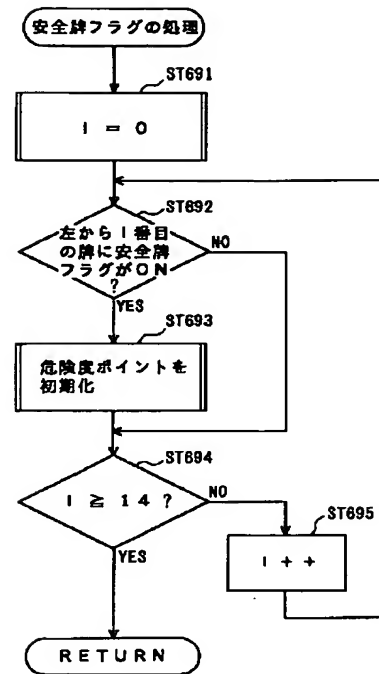 安全牌フラグの処理
ST691
I = 0
ST692
左からI番目
の牌に安全牌
フラグがON
?
NO
YES
ST693
危険度ポイントを
初期化
ST694
I ≧ 14?
NO
YES
ST695
I++
RETURN